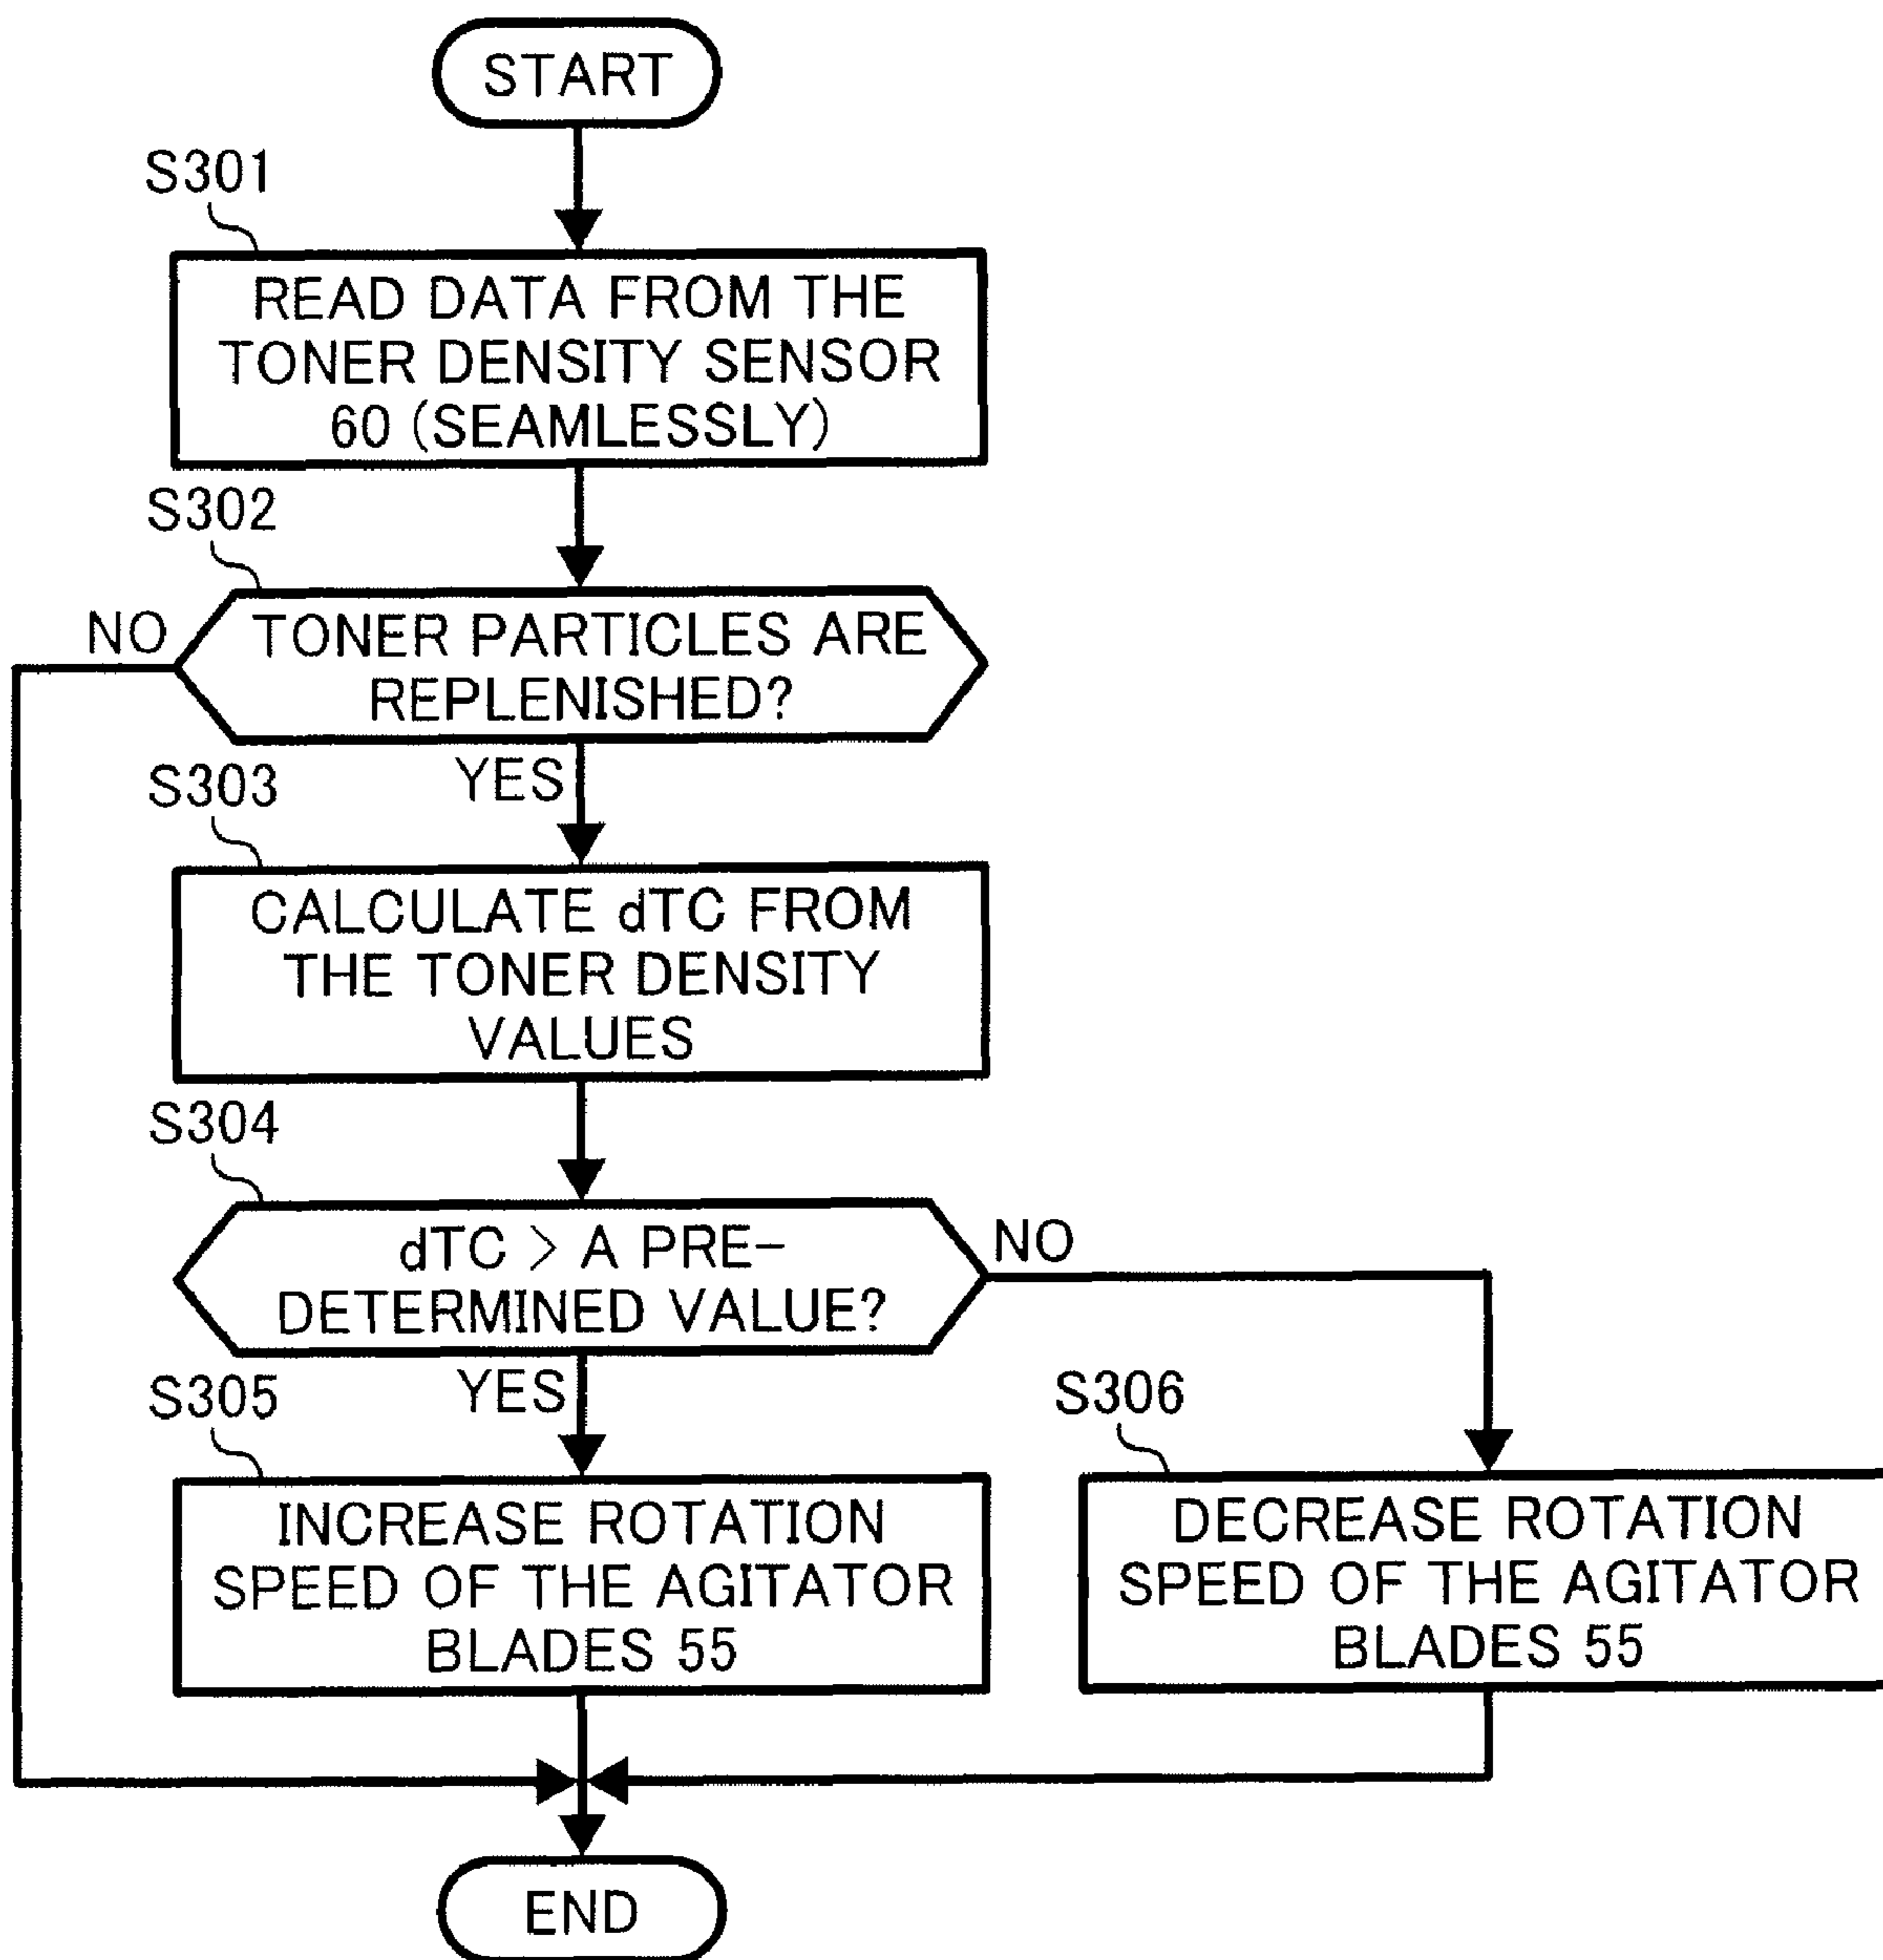 START
S301
READ DATA FROM THE
TONER DENSITY SENSOR
60 (SEAMLESSLY)
S302
NO
TONER PARTICLES ARE
REPLENISHED?
YES
S303
CALCULATE dTC FROM
THE TONER DENSITY
VALUES
S304
dTC > A PRE-
DETERMINED VALUE?
NO
YES
S305
INCREASE ROTATION
SPEED OF THE AGITATOR
BLADES 55
S306
DECREASE ROTATION
SPEED OF THE AGITATOR
BLADES 55
END